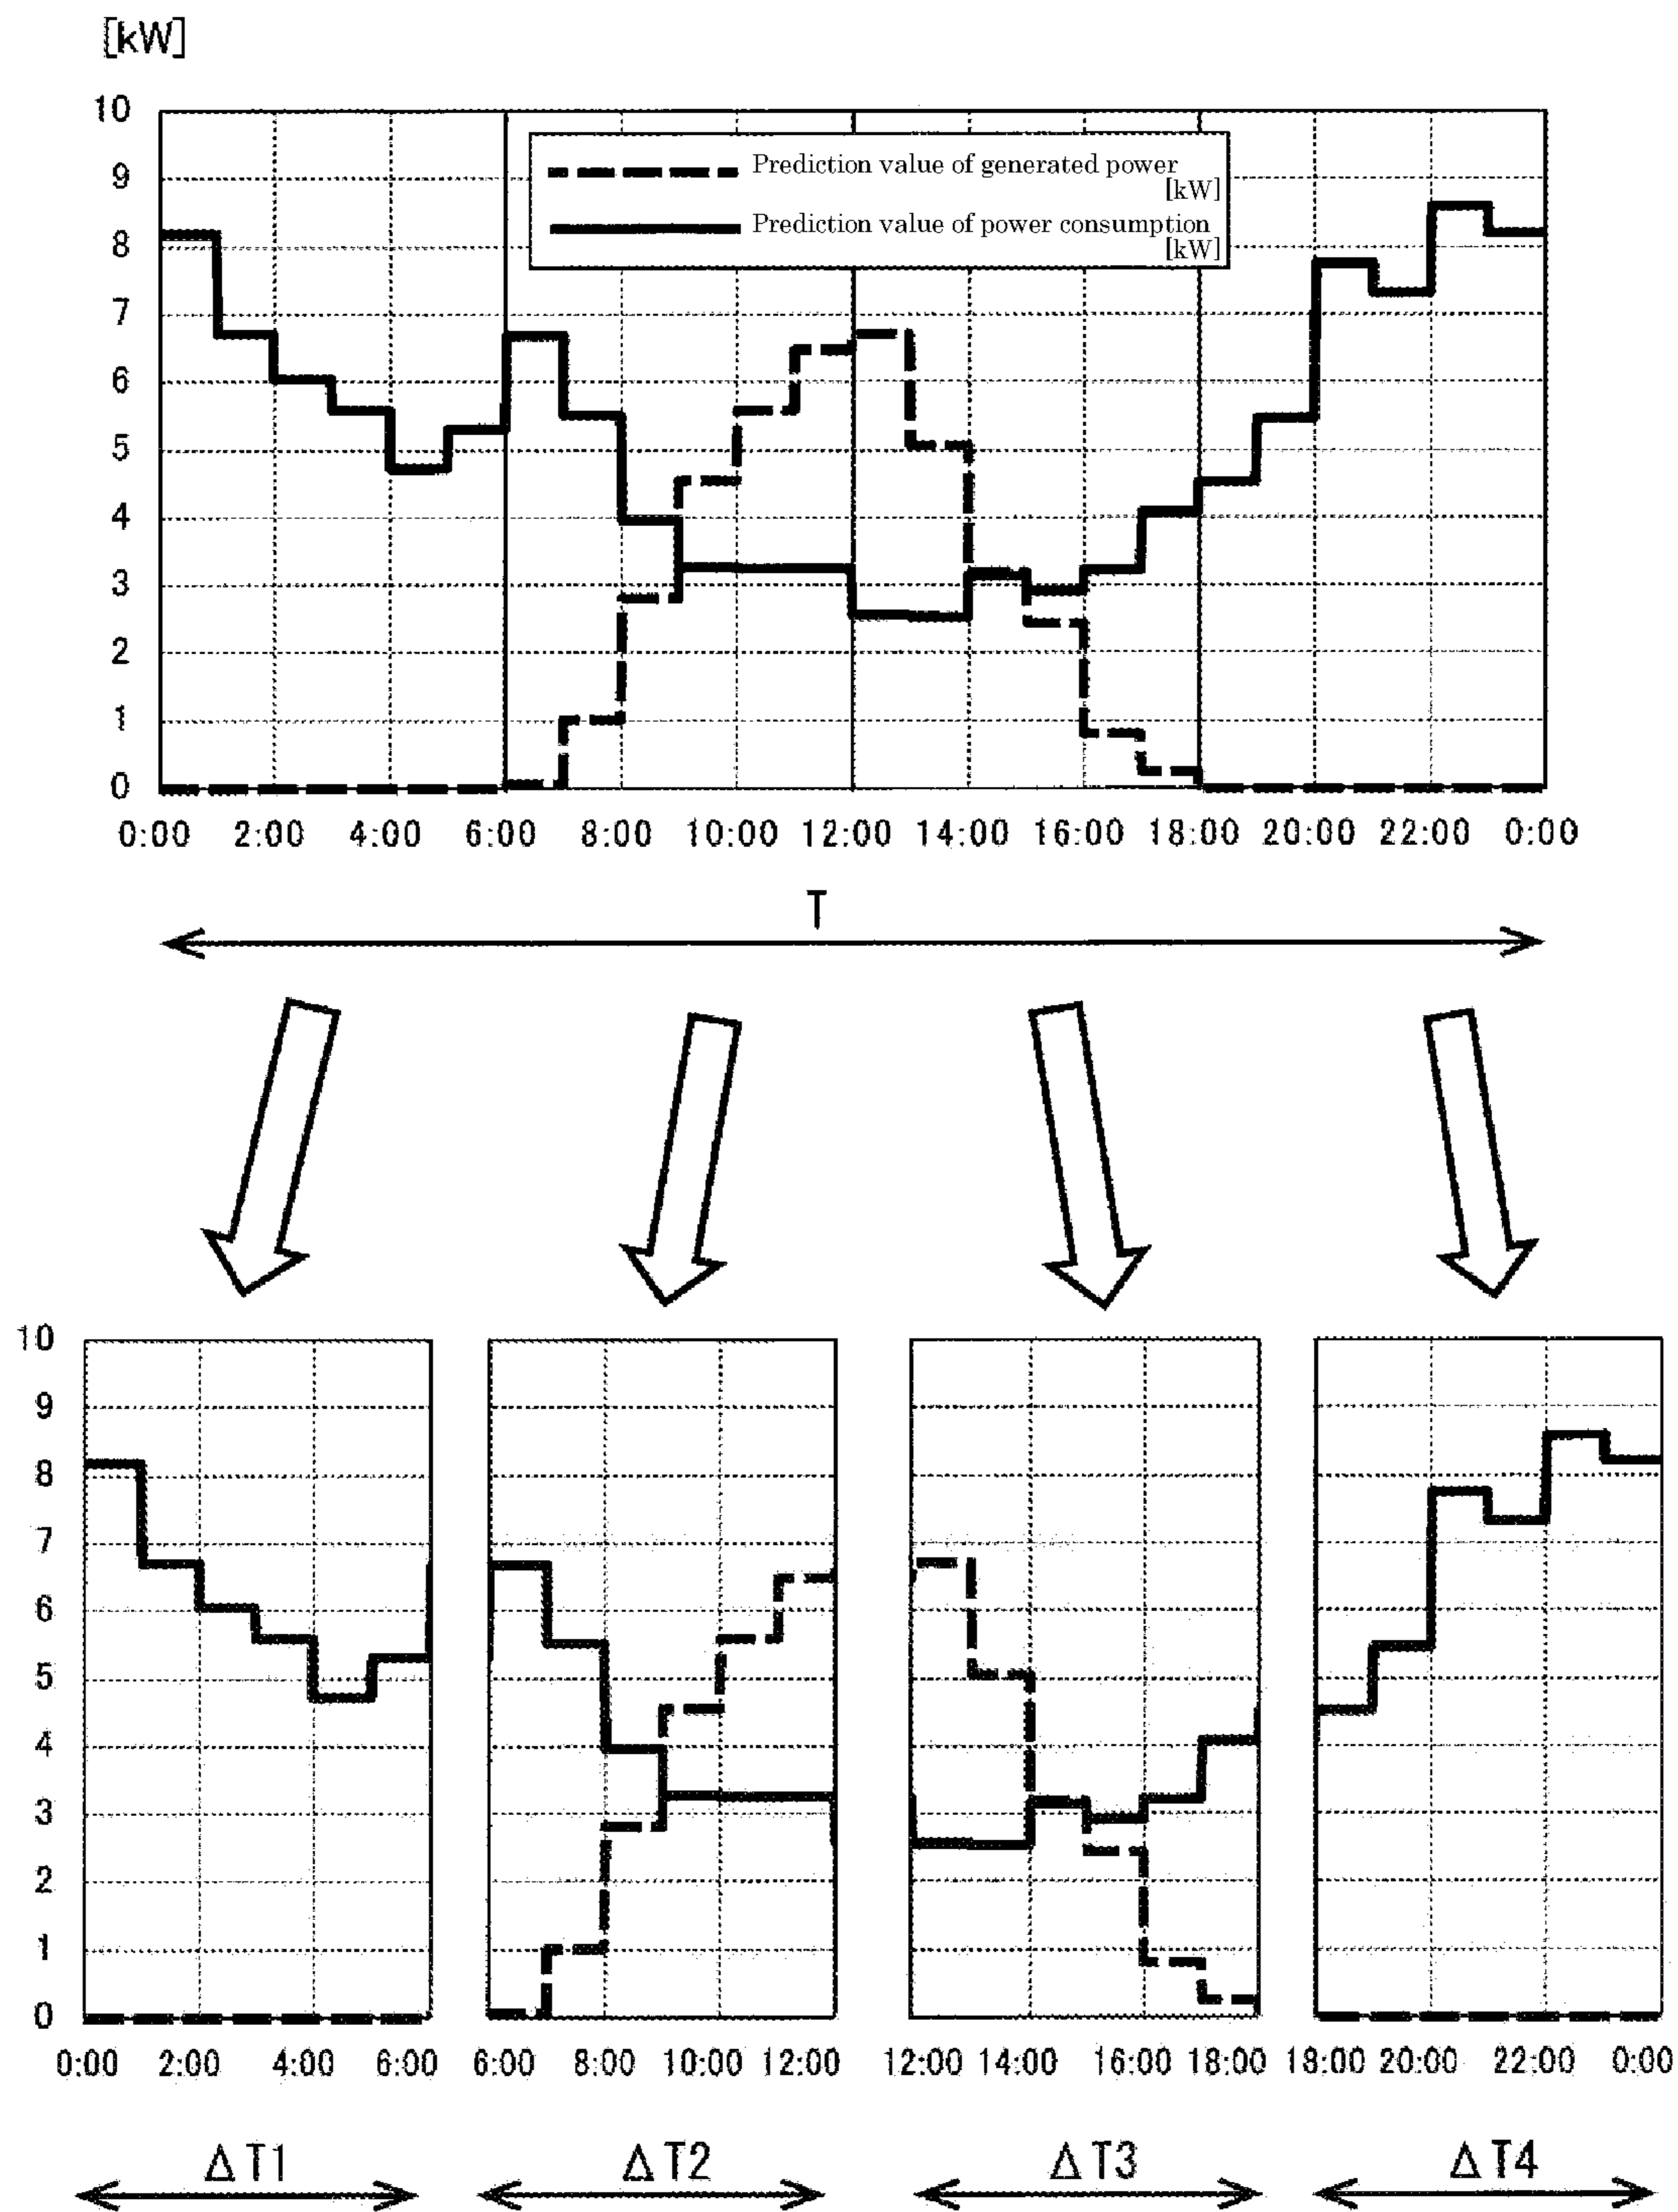 [kW]
10
9
8
7
6
5
4
3
2
1
0
Prediction value of generated power
[kW]
Prediction value of power consumption
[kW]
0:00 2:00 4:00 6:00 8:00 10:00 12:00 14:00 16:00 18:00 20:00 22:00 0:00
T
10
9
8
7
6
5
4
3
2
1
0
0:00 2:00 4:00 6:00 6:00 8:00 10:00 12:00 12:00 14:00 16:00 18:00 18:00 20:00 22:00 0:00
ΔT1 ΔT2 ΔT3 ΔT4